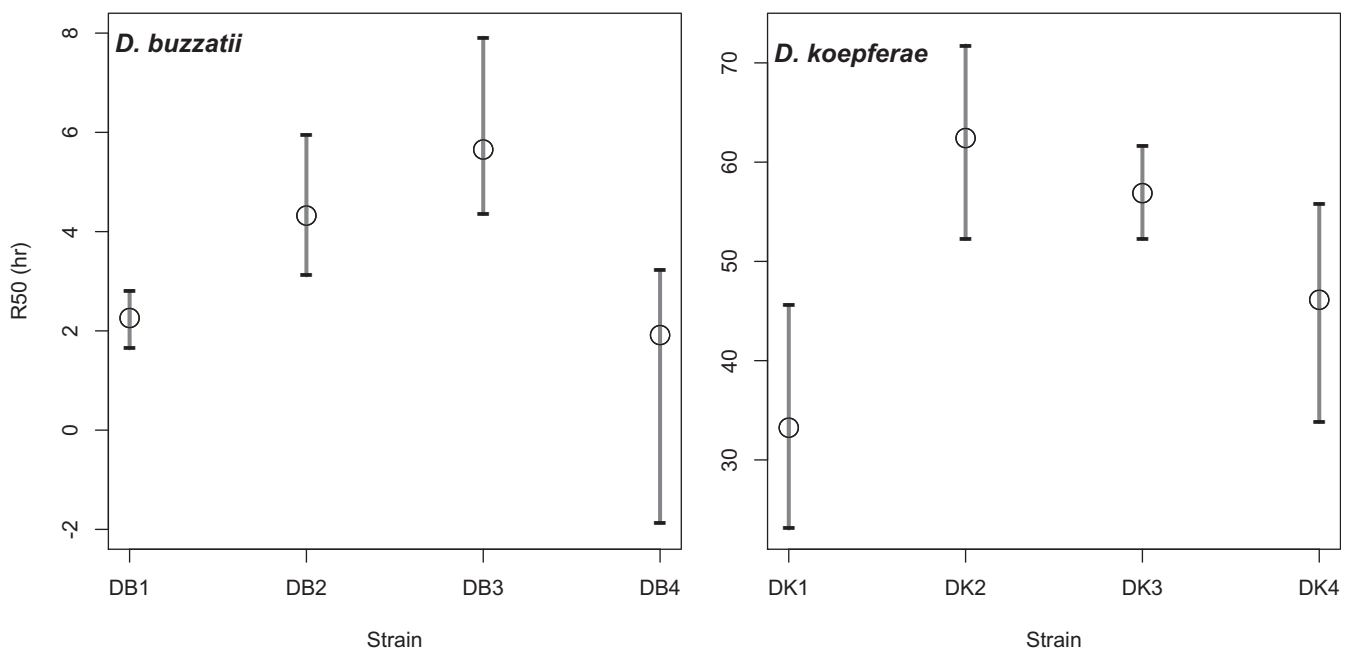 D. buzzatii
R50 (hr)
8
6
4
2
0
-2
DB1 DB2 DB3 DB4
Strain
D. koepferae
70
60
50
40
30
DK1 DK2 DK3 DK4
Strain